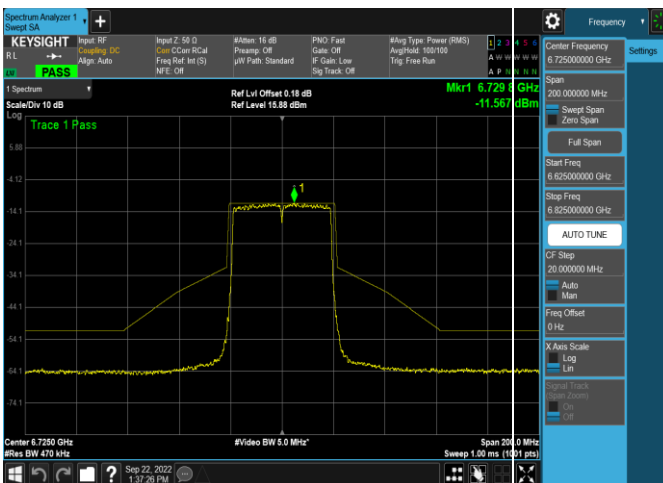 Spectrum Analyzer 1
Swept SA
+
KEYSIGHT
RL
LW
PASS
Input: RF
Coupling: DC
Align: Auto
Input Z: 50 Ω
Corr CCorr RCal
Freq Ref: Int (S)
NFE: Off
#Atten: 16 dB
Preamp: Off
µW Path: Standard
PNO: Fast
Gate: Off
IF Gain: Low
Sig Track: Off
#Avg Type: Power (RMS)
Avg|Hold: 100/100
Trig: Free Run
1 2 3 4 5 6
A W W W W W
A P N N N N
1 Spectrum
Scale/Div 10 dB
Log
Ref Lvl Offset 0.18 dB
Ref Level 15.88 dBm
Mkr1 6.729 8 GHz
-11.567 dBm
Trace 1 Pass
1
5.88
-4.12
-14.1
-24.1
-34.1
-44.1
-54.1
-64.1
-74.1
Center 6.7250 GHz
#Res BW 470 kHz
#Video BW 5.0 MHz*
Span 200.0 MHz
Sweep 1.00 ms (1001 pts)
?
Sep 22, 2022
1:37:26 PM
Frequency
Settings
Center Frequency
6.725000000 GHz
Span
200.000000 MHz
Swept Span
Zero Span
Full Span
Start Freq
6.625000000 GHz
Stop Freq
6.825000000 GHz
AUTO TUNE
CF Step
20.000000 MHz
Auto
Man
Freq Offset
0 Hz
X Axis Scale
Log
Lin
Signal Track
(Span Zoom)
On
Off